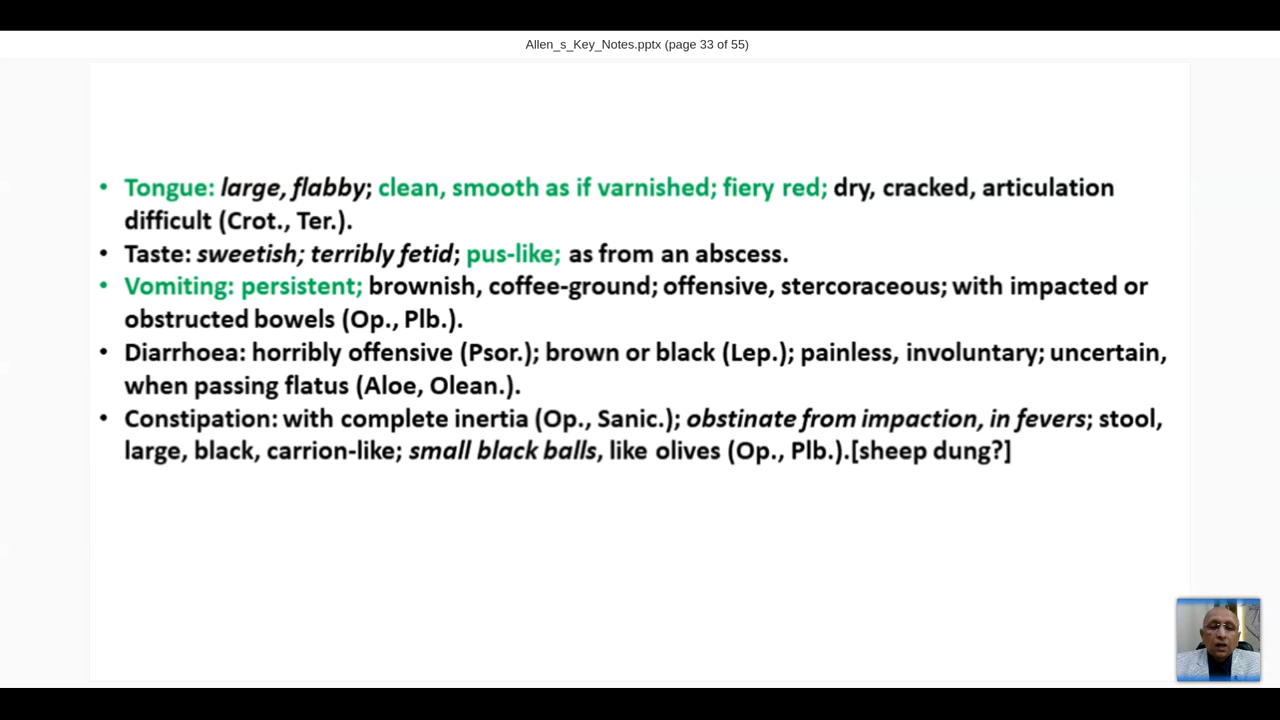 Allen_s_Key_Notes.pptx (page 33 of 55)
• Tongue: large, flabby; clean, smooth as if varnished; fiery red; dry, cracked, articulation
difficult (Crot., Ter.).
• Taste: sweetish; terribly fetid; pus-like; as from an abscess.
• Vomiting: persistent; brownish, coffee-ground; offensive, stercoraceous; with impacted or
obstructed bowels (Op., Plb.).
• Diarrhoea: horribly offensive (Psor.); brown or black (Lep.); painless, involuntary; uncertain,
when passing flatus (Aloe, Olean.).
• Constipation: with complete inertia (Op., Sanic.); obstinate from impaction, in fevers; stool,
large, black, carrion-like; small black balls, like olives (Op., Plb.).[sheep dung?]